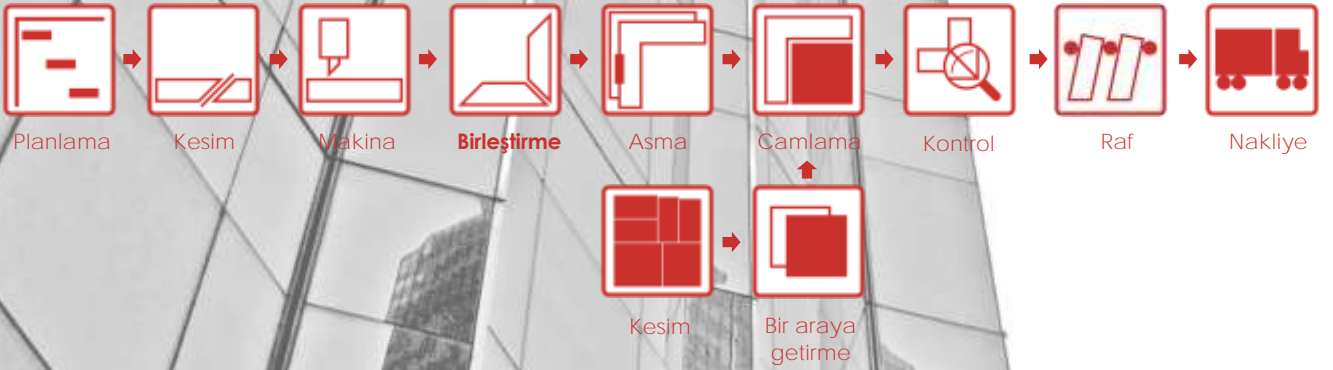 Planlama
Kesim
Makina
Birleştirme
Asma
Camlama
Kontrol
Raf
Nakliye
Kesim
Bir araya
getirme